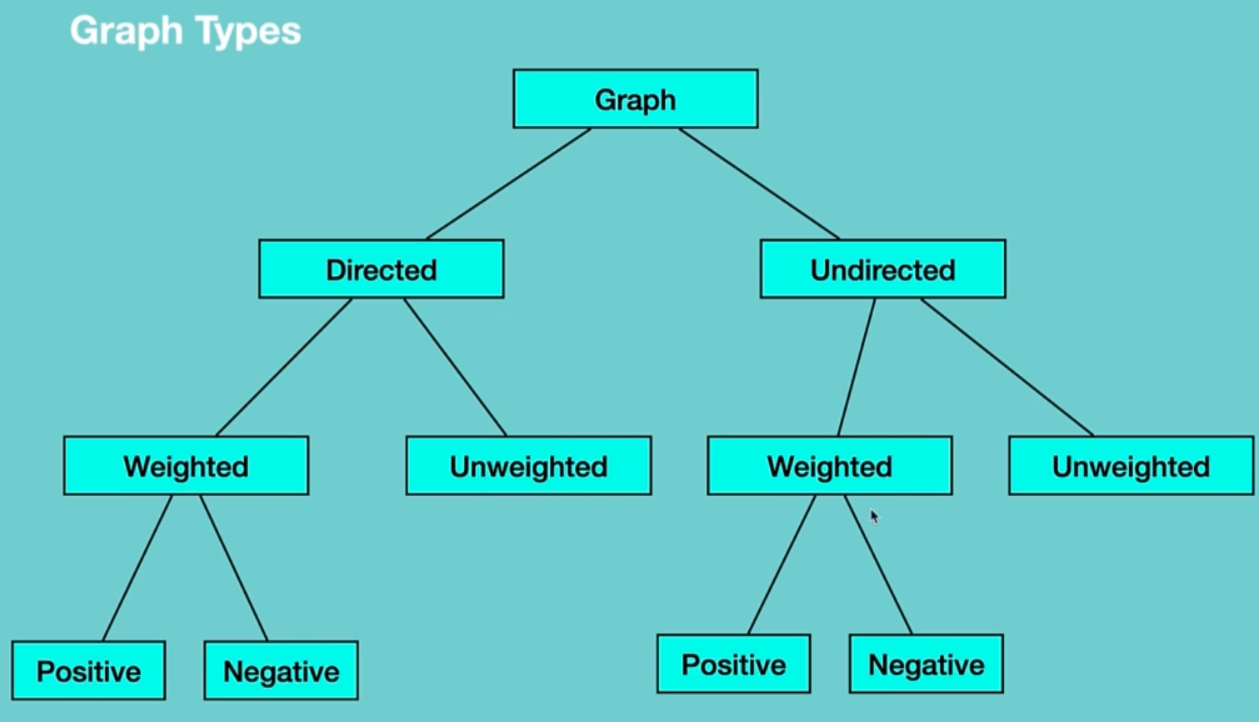 Graph Types
Graph
Directed
Undirected
Weighted
Unweighted
Weighted
Unweighted
Positive
Negative
Positive
Negative